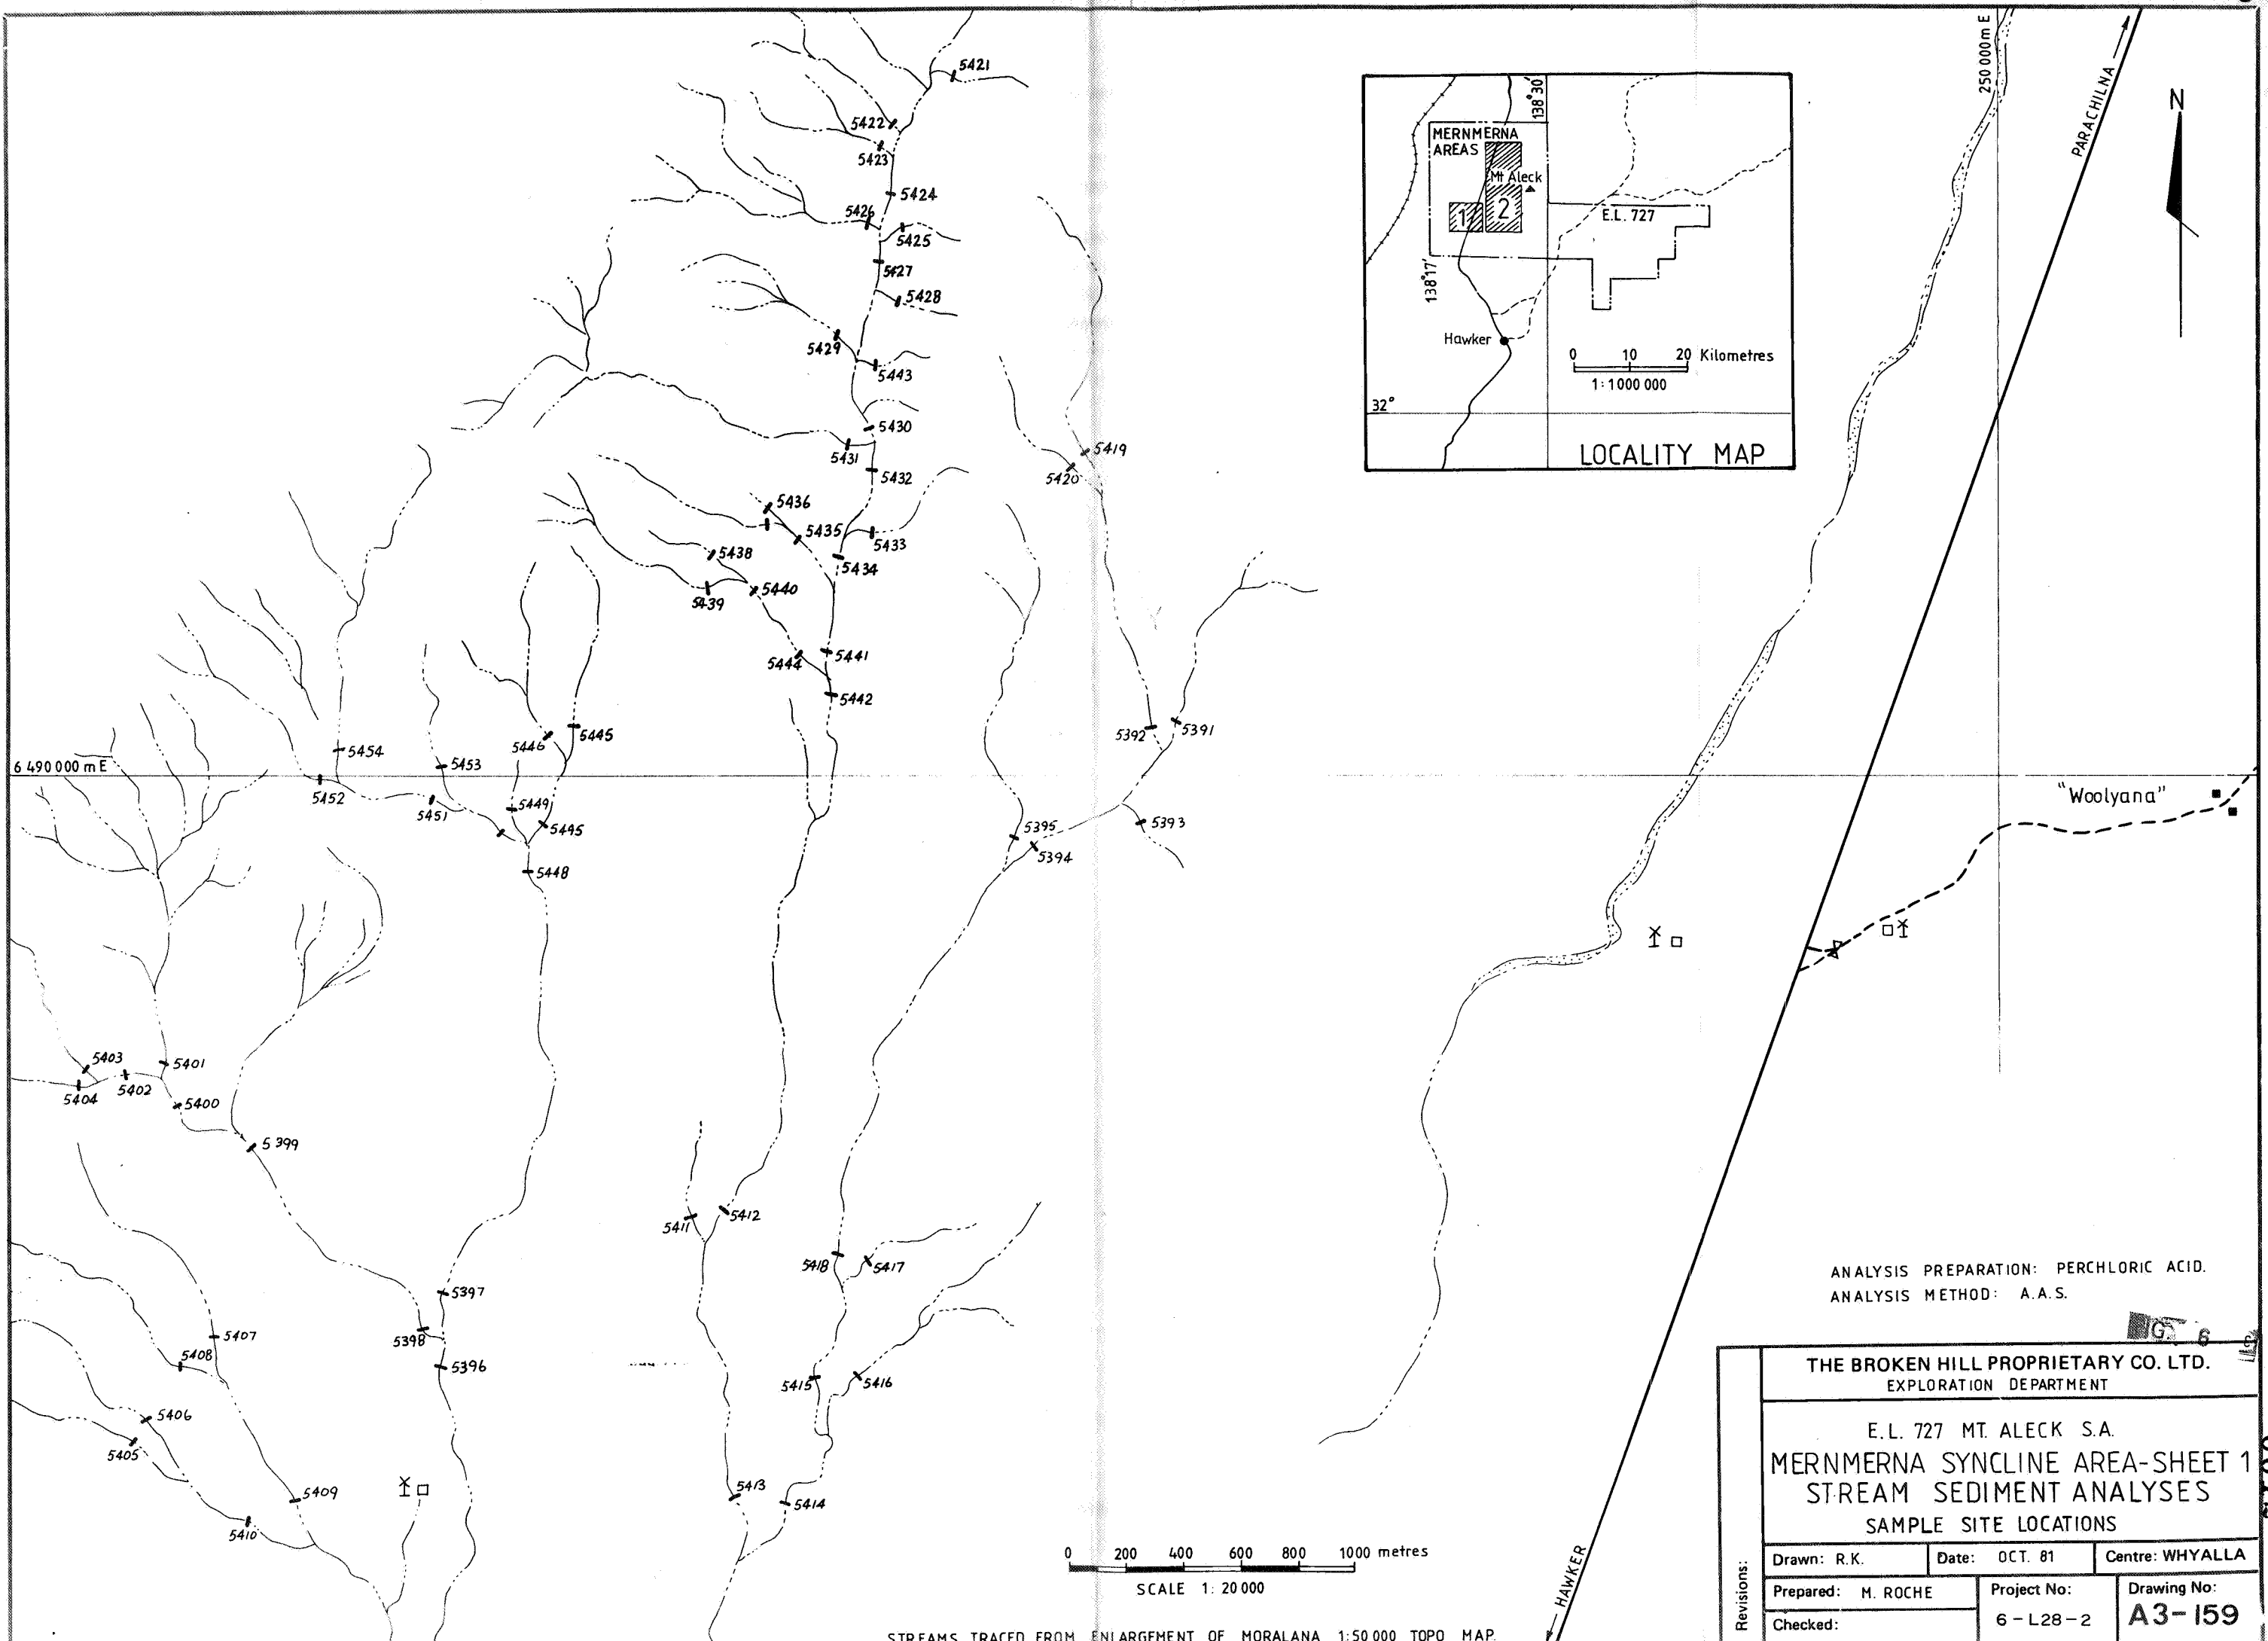 5421
250 000m E
PARACHILNA
N
5422
5423
5424
5426
5425
5427
5428
5429
5443
5430
5431
5432
5419
5420
138°30'
MERNMERNA
AREAS
Mt Aleck
1
2
E.L. 727
138°17'
Hawker
0 10 20 Kilometres
1:1 000 000
32°
LOCALITY MAP
5436
5435
5433
5434
5438
5439
5440
5441
5444
5442
5454
5446
5445
5453
5392
5391
6 490 000 m E
5452
5451
5449
5445
5448
5395
5394
5393
"Woolyana"
5403
5401
5404
5402
5400
5399
5411
5412
5418
5417
5397
5398
5396
5407
5408
5406
5405
5415
5416
5409
5410
5413
5414
ANALYSIS PREPARATION: PERCHLORIC ACID.
ANALYSIS METHOD: A.A.S.
0 200 400 600 800 1000 metres
SCALE 1: 20 000
HAWKER
STREAMS TRACED FROM ENLARGEMENT OF MORALANA 1:50 000 TOPO MAP.
Revisions:
THE BROKEN HILL PROPRIETARY CO. LTD.
EXPLORATION DEPARTMENT
E.L. 727 MT. ALECK S.A.
MERNMERNA SYNCLINE AREA-SHEET 1
STREAM SEDIMENT ANALYSES
SAMPLE SITE LOCATIONS
Drawn: R.K. Date: OCT. 81 Centre: WHYALLA
Prepared: M. ROCHE
Checked:
Project No:
6 - L28 - 2
Drawing No:
A3-159